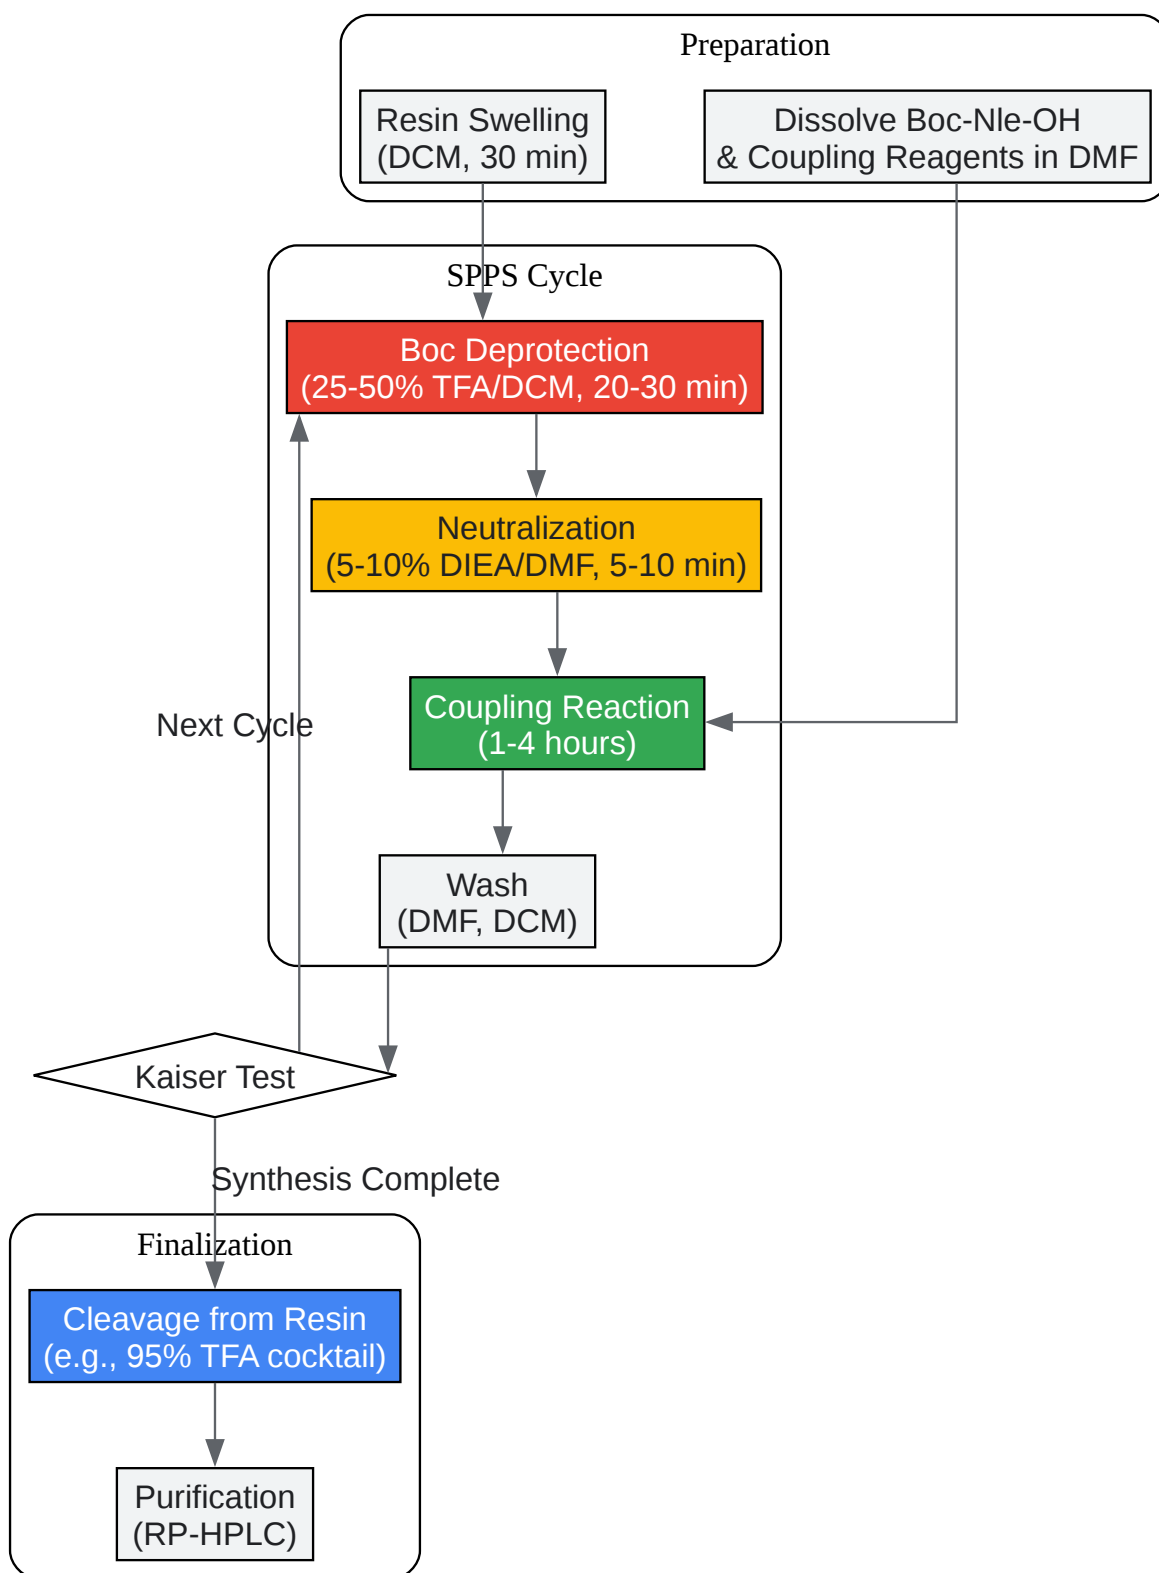 Preparation
Resin Swelling
(DCM, 30 min)
Dissolve Boc-Nle-OH
& Coupling Reagents in DMF
SPPS Cycle
Boc Deprotection
(25-50% TFA/DCM, 20-30 min)
Neutralization
(5-10% DIEA/DMF, 5-10 min)
Coupling Reaction
(1-4 hours)
Next Cycle
Wash
(DMF, DCM)
Kaiser Test
Synthesis Complete
Finalization
Cleavage from Resin
(e.g., 95% TFA cocktail)
Purification
(RP-HPLC)